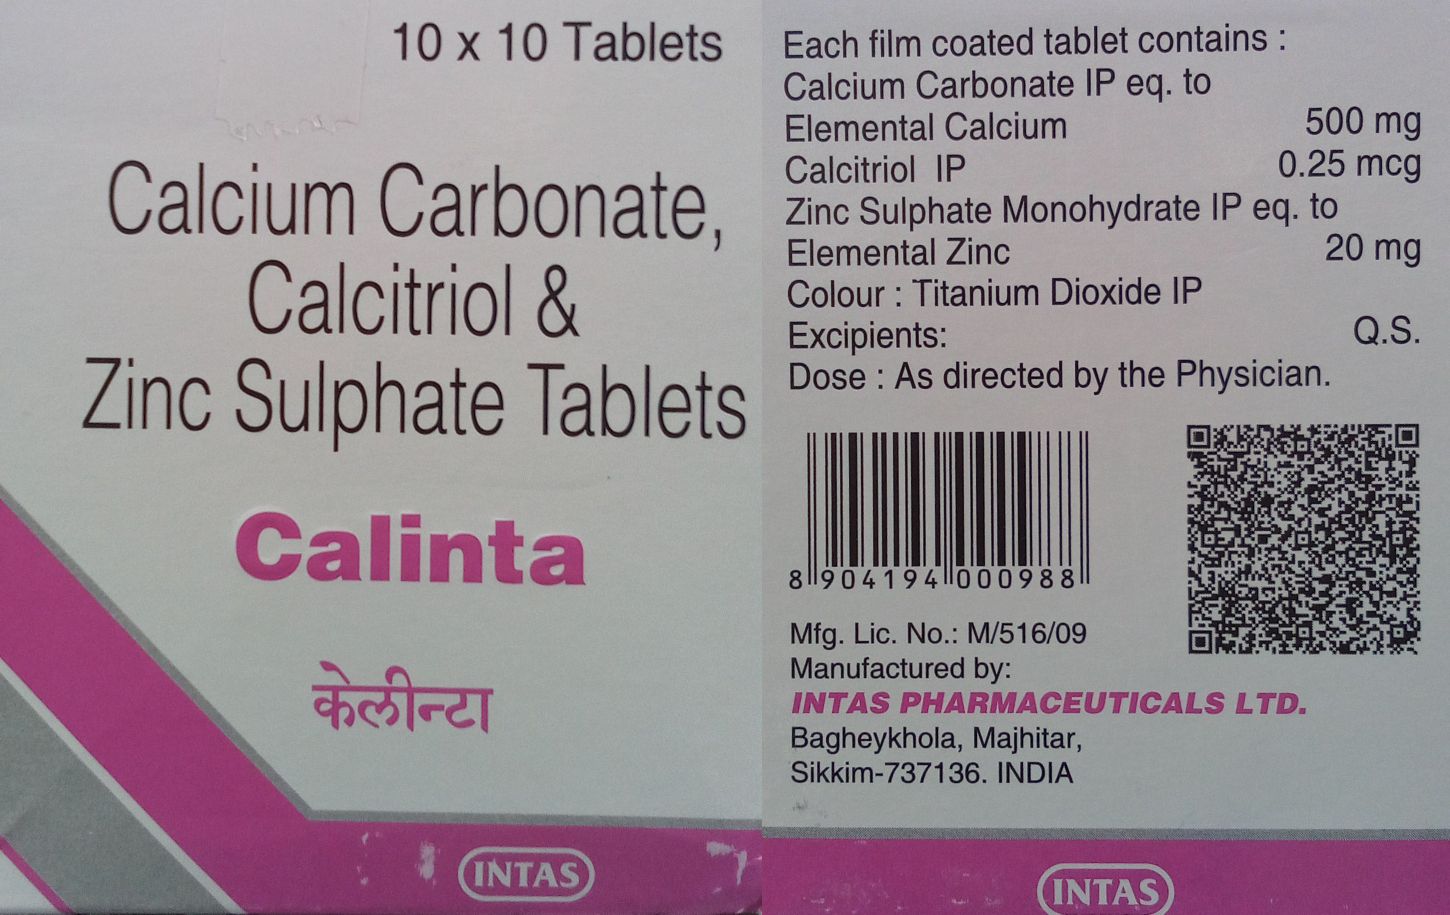 10 x 10 Tablets
Calcium Carbonate,
Calcitriol &
Zinc Sulphate Tablets
Calinta
केलीन्टा
INTAS
Each film coated tablet contains :
Calcium Carbonate IP eq. to
Elemental Calcium 500 mg
Calcitriol IP 0.25 mcg
Zinc Sulphate Monohydrate IP eq. to
Elemental Zinc 20 mg
Colour : Titanium Dioxide IP
Excipients: Q.S.
Dose : As directed by the Physician.
8 904194 000988
Mfg. Lic. No.: M/516/09
Manufactured by:
INTAS PHARMACEUTICALS LTD.
Bagheykhola, Majhitar,
Sikkim-737136. INDIA
INTAS